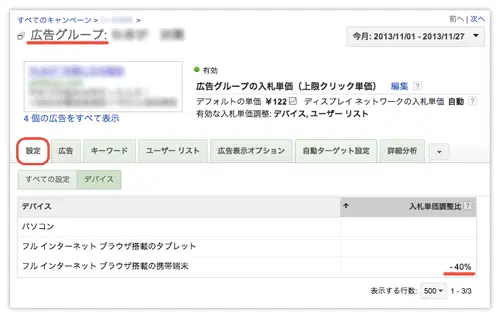 すべてのキャンペーン >
前へ | 次へ
広告グループ:
今月: 2013/11/01 - 2013/11/27
有効
広告グループの入札単価（上限クリック単価） 編集 ?
デフォルトの単価 ¥122 ディスプレイ ネットワークの入札単価 自動
有効な入札単価調整: デバイス, ユーザー リスト
4 個の広告をすべて表示
設定 広告 キーワード ユーザー リスト 広告表示オプション 自動ターゲット設定 詳細分析
すべての設定 デバイス
デバイス 入札単価調整比 ?
パソコン
フル インターネット ブラウザ搭載のタブレット
フル インターネット ブラウザ搭載の携帯端末 - 40%
表示する行数: 500 1 - 3/3